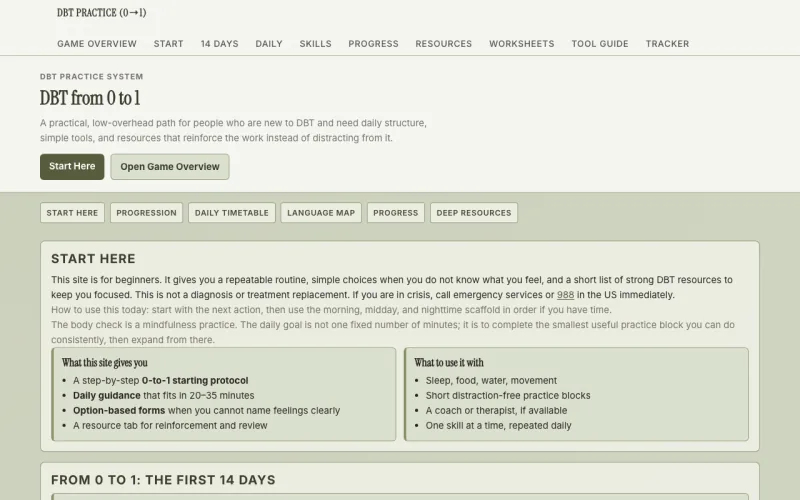 DBT PRACTICE (0→1)
GAME OVERVIEW START 14 DAYS DAILY SKILLS PROGRESS RESOURCES WORKSHEETS TOOL GUIDE TRACKER
DBT PRACTICE SYSTEM
DBT from 0 to 1
A practical, low-overhead path for people who are new to DBT and need daily structure,
simple tools, and resources that reinforce the work instead of distracting from it.
Start Here Open Game Overview
START HERE PROGRESSION DAILY TIMETABLE LANGUAGE MAP PROGRESS DEEP RESOURCES
START HERE
This site is for beginners. It gives you a repeatable routine, simple choices when you do not know what you feel, and a short list of strong DBT resources to
keep you focused. This is not a diagnosis or treatment replacement. If you are in crisis, call emergency services or 988 in the US immediately.
How to use this today: start with the next action, then use the morning, midday, and nighttime scaffold in order if you have time.
The body check is a mindfulness practice. The daily goal is not one fixed number of minutes; it is to complete the smallest useful practice block you can do
consistently, then expand from there.
What this site gives you
• A step-by-step 0-to-1 starting protocol
• Daily guidance that fits in 20–35 minutes
• Option-based forms when you cannot name feelings clearly
• A resource tab for reinforcement and review
What to use it with
• Sleep, food, water, movement
• Short distraction-free practice blocks
• A coach or therapist, if available
• One skill at a time, repeated daily
FROM 0 TO 1: THE FIRST 14 DAYS